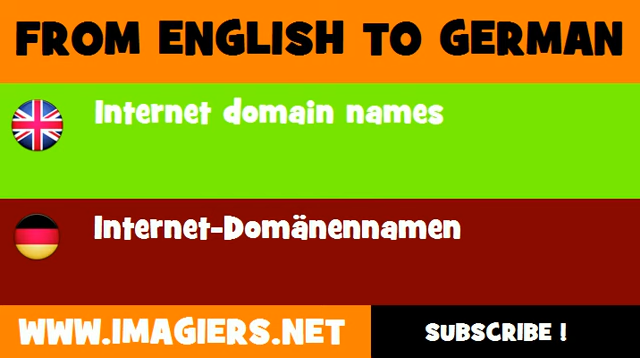 FROM ENGLISH TO GERMAN
Internet domain names
Internet-Domänennamen
WWW.IMAGIERS.NET
SUBSCRIBE !